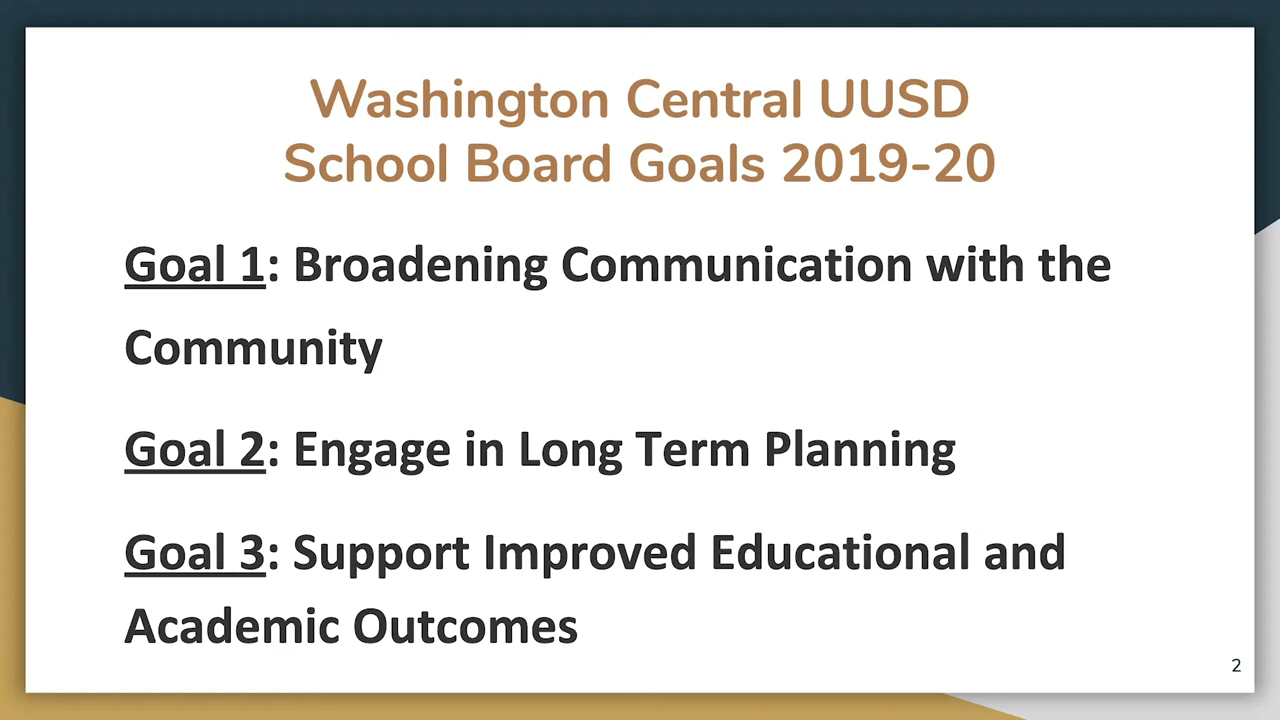 Washington Central UUSD
School Board Goals 2019-20
Goal 1: Broadening Communication with the
Community
Goal 2: Engage in Long Term Planning
Goal 3: Support Improved Educational and
Academic Outcomes
2